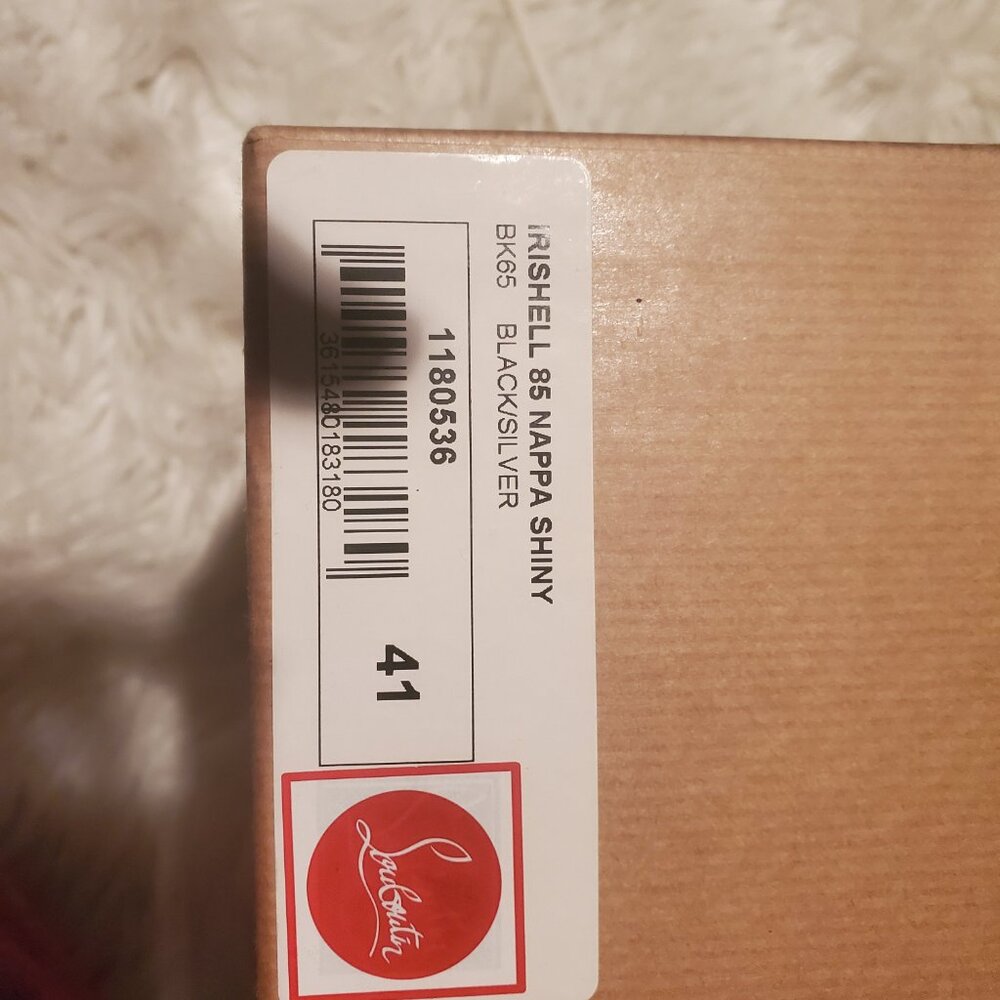 IRISHELL 85 NAPPA SHINY
BK65 BLACK/SILVER
1180536
3615480183180
41
Louboutin